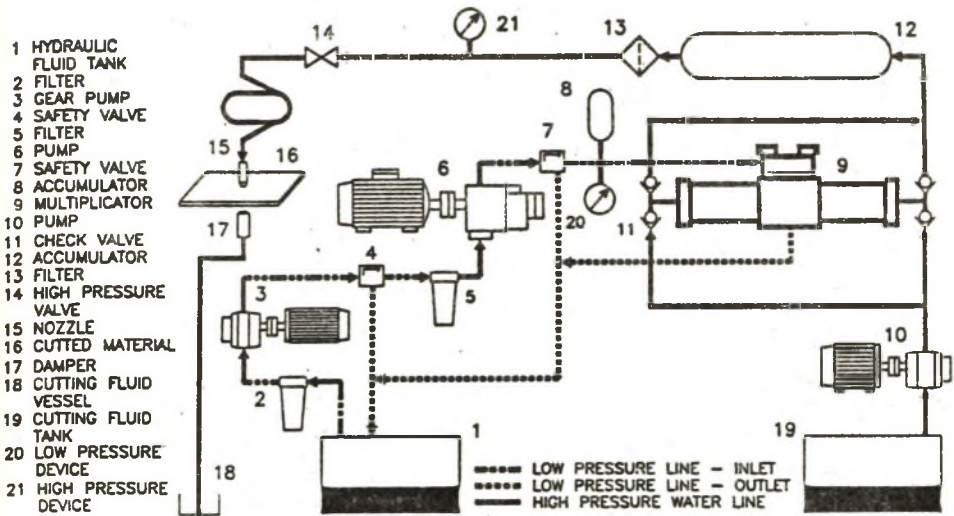 1 HYDRAULIC
FLUID TANK
2 FILTER
3 GEAR PUMP
4 SAFETY VALVE
5 FILTER
6 PUMP
7 SAFETY VALVE
8 ACCUMULATOR
9 MULTIPLICATOR
10 PUMP
11 CHECK VALVE
12 ACCUMULATOR
13 FILTER
14 HIGH PRESSURE
VALVE
15 NOZZLE
16 CUTTED MATERIAL
17 DAMPER
18 CUTTING FLUID
VESSEL
19 CUTTING FLUID
TANK
20 LOW PRESSURE
DEVICE
21 HIGH PRESSURE
DEVICE
14
21
13
12
8
7
15
16
6
9
17
20
11
4
3
5
10
2
1
19
18
LOW PRESSURE LINE – INLET
LOW PRESSURE LINE – OUTLET
HIGH PRESSURE WATER LINE